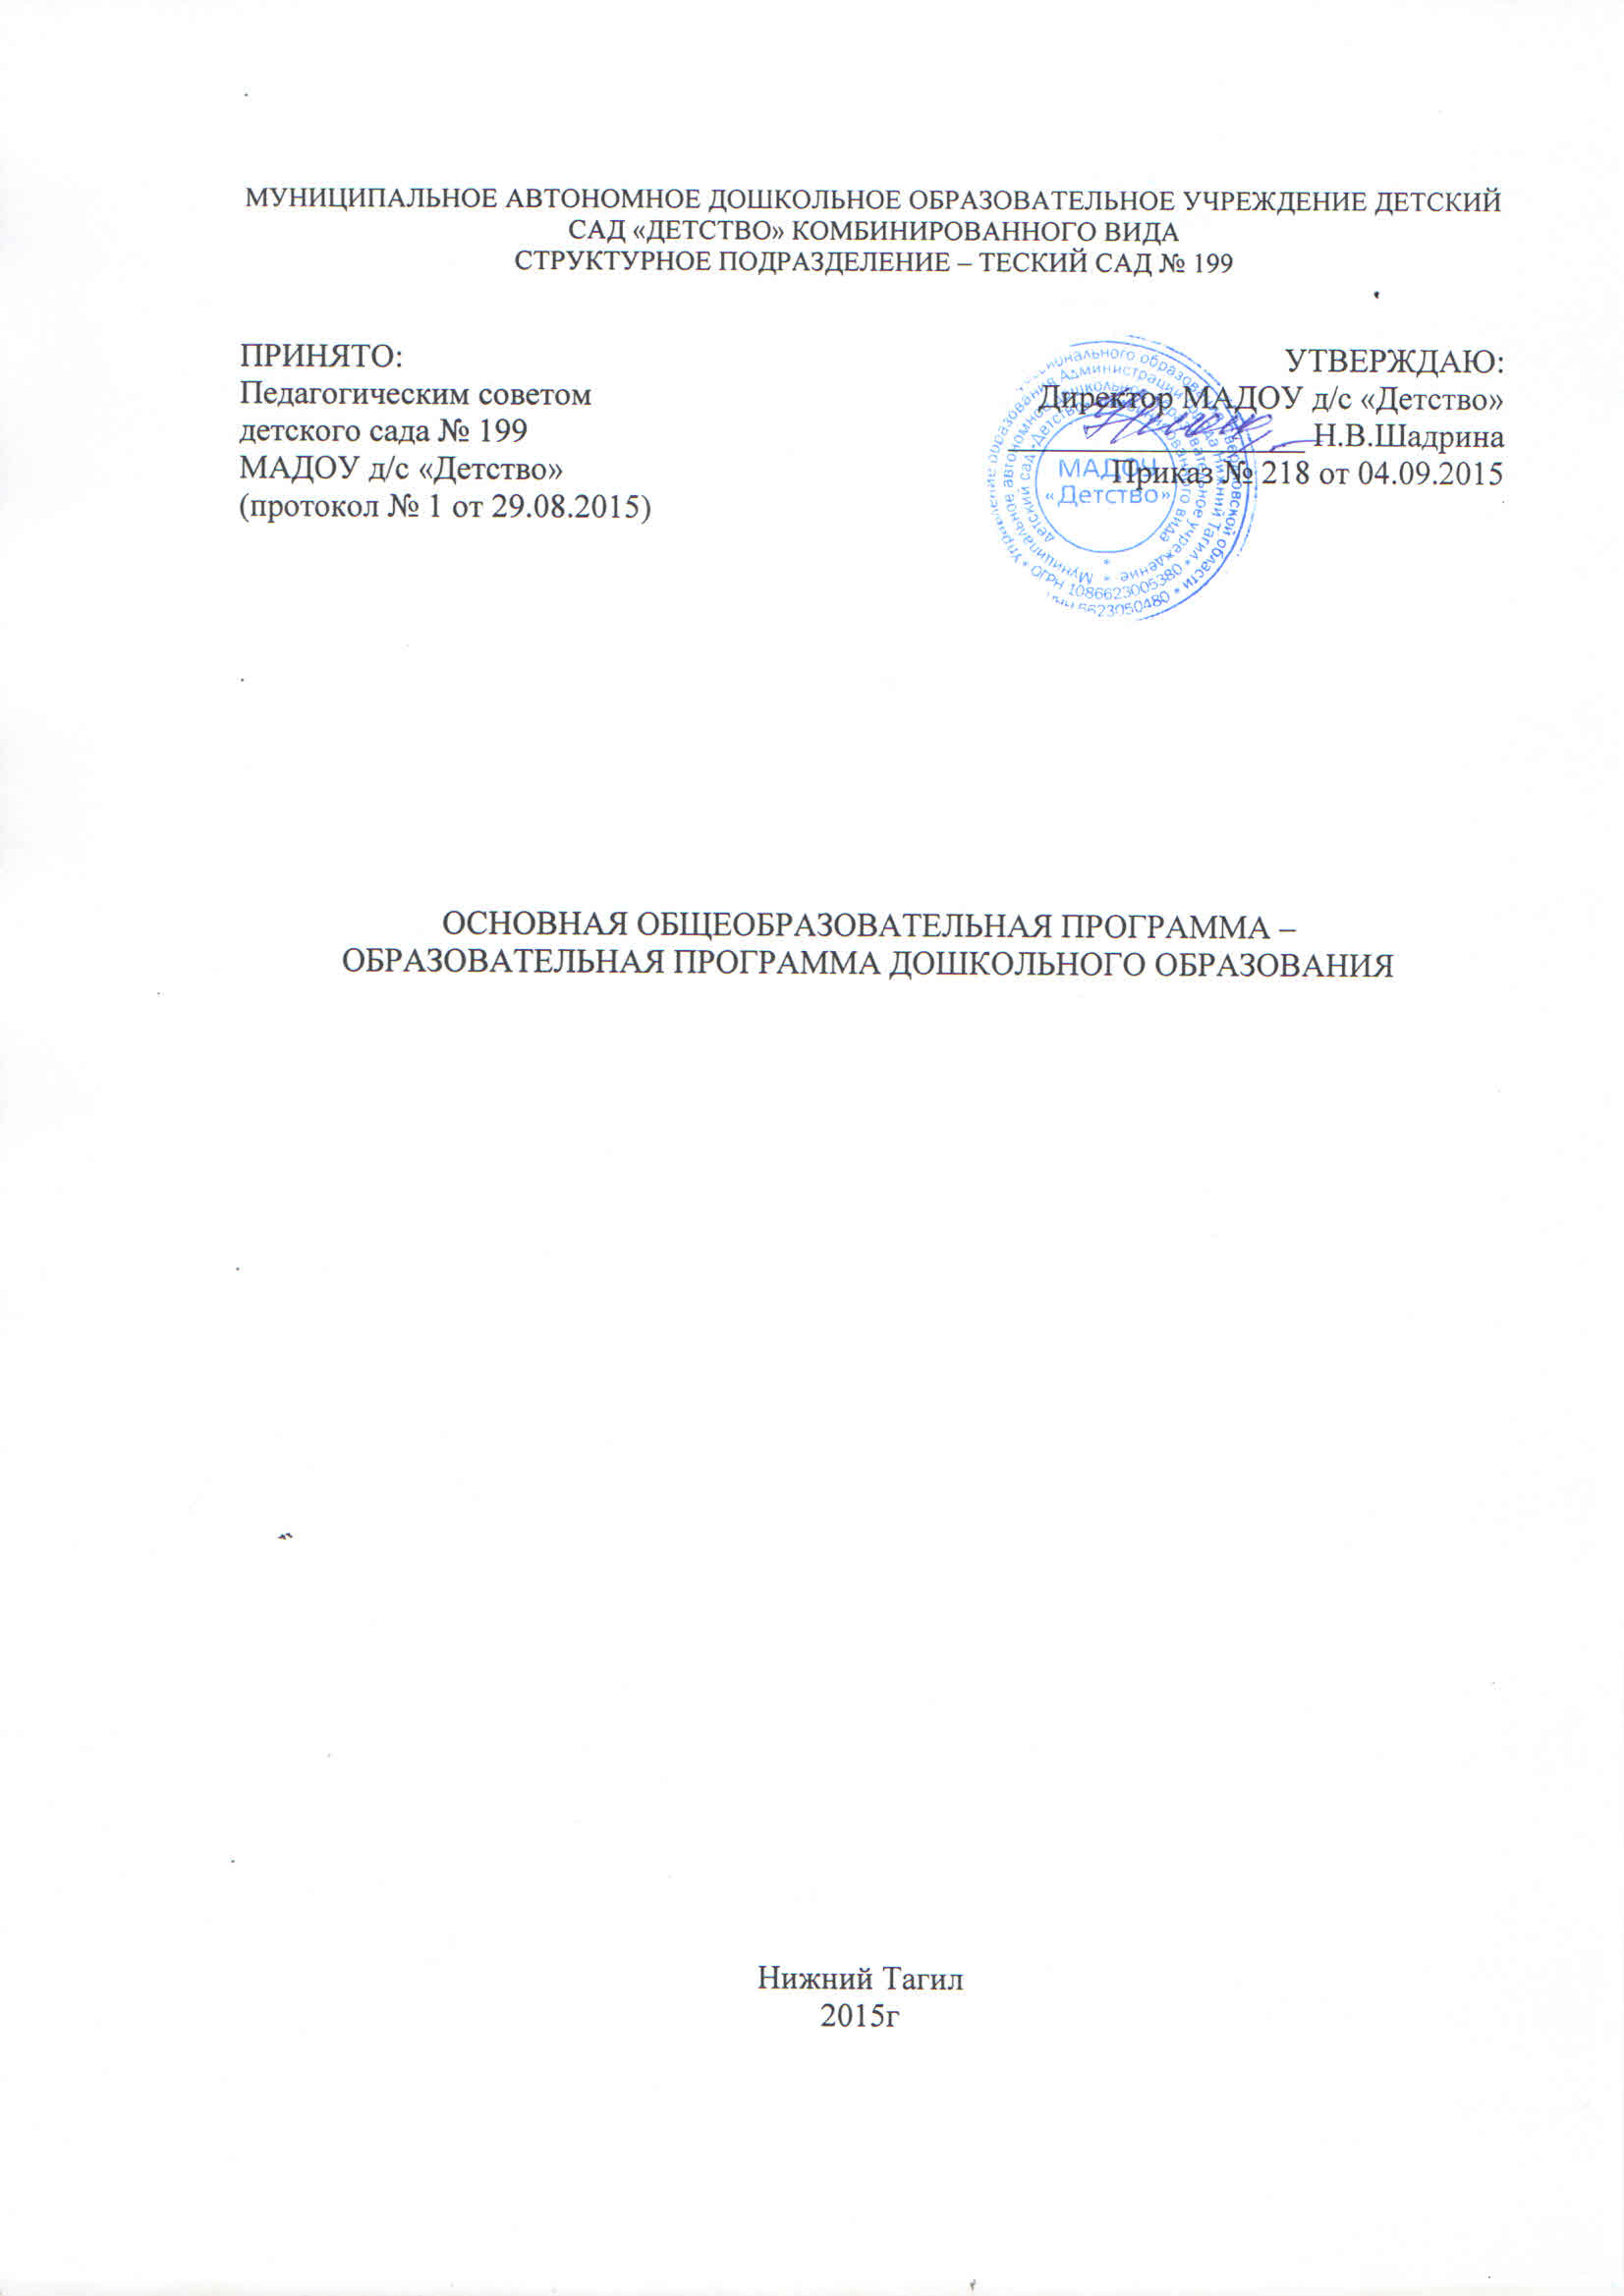 МУНИЦИПАЛЬНОЕ АВТОНОМНОЕ ДОШКОЛЬНОЕ ОБРАЗОВАТЕЛЬНОЕ УЧРЕЖДЕНИЕ ДЕТСКИЙ
САД «ДЕТСТВО» КОМБИНИРОВАННОГО ВИДА
СТРУКТУРНОЕ ПОДРАЗДЕЛЕНИЕ – ТЕСКИЙ САД № 199
ПРИНЯТО:
Педагогическим советом
детского сада № 199
МАДОУ д/с «Детство»
(протокол № 1 от 29.08.2015)
УТВЕРЖДАЮ:
Директор МАДОУ д/с «Детство»
Н.В.Шадрина
Приказ № 218 от 04.09.2015
МАДОУ
«Детство»
ОГРН 1086623005380
ОСНОВНАЯ ОБЩЕОБРАЗОВАТЕЛЬНАЯ ПРОГРАММА –
ОБРАЗОВАТЕЛЬНАЯ ПРОГРАММА ДОШКОЛЬНОГО ОБРАЗОВАНИЯ
Нижний Тагил
2015г